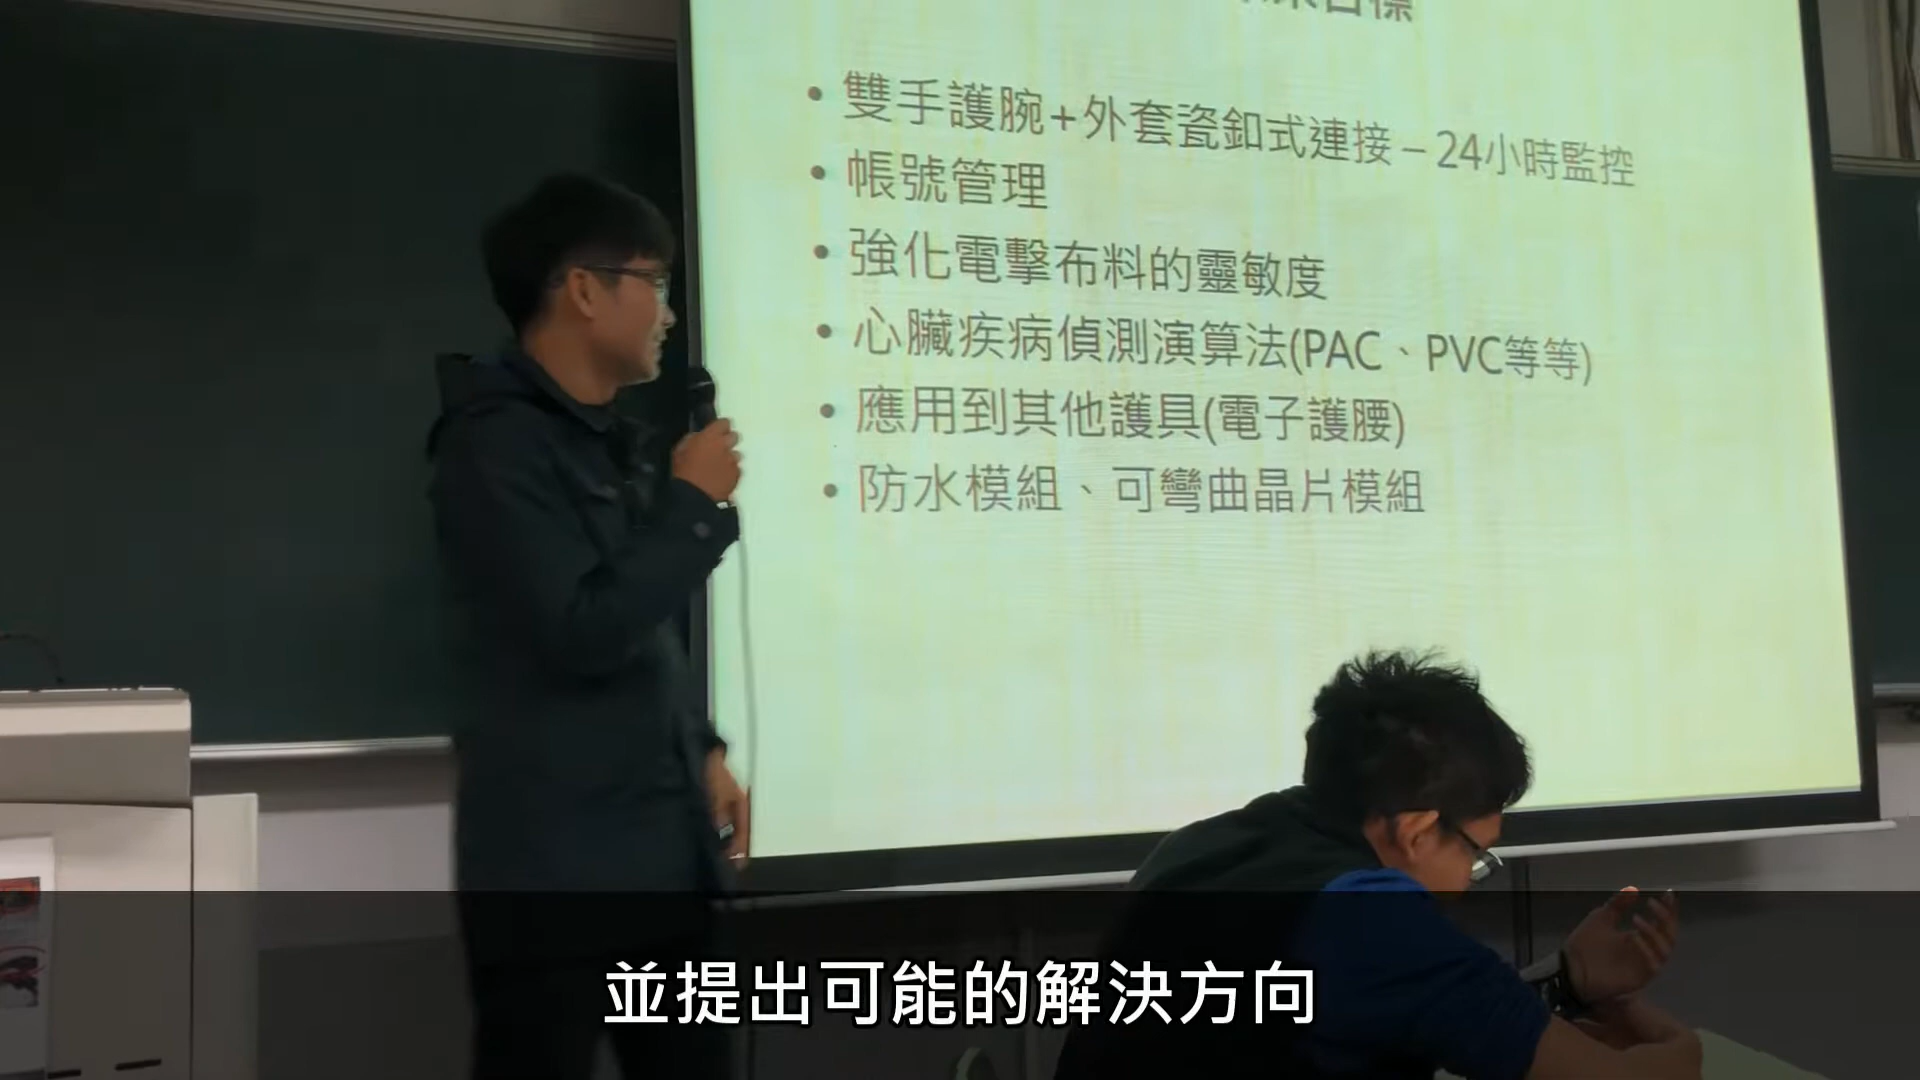 • 雙手護腕+外套瓷釦式連接－24小時監控
• 帳號管理
• 強化電擊布料的靈敏度
• 心臟疾病偵測演算法(PAC、PVC等等)
• 應用到其他護具(電子護腰)
• 防水模組、可彎曲晶片模組
並提出可能的解決方向